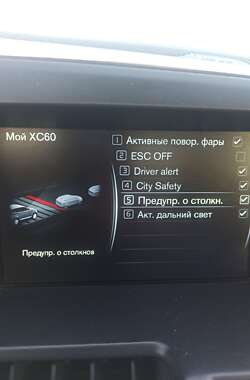 Мой XC60
1 Активные повор. фары
2 ESC OFF
3 Driver alert
4 City Safety
5 Предупр. о столкн.
6 Акт. дальний свет
Предупр. о столкнов